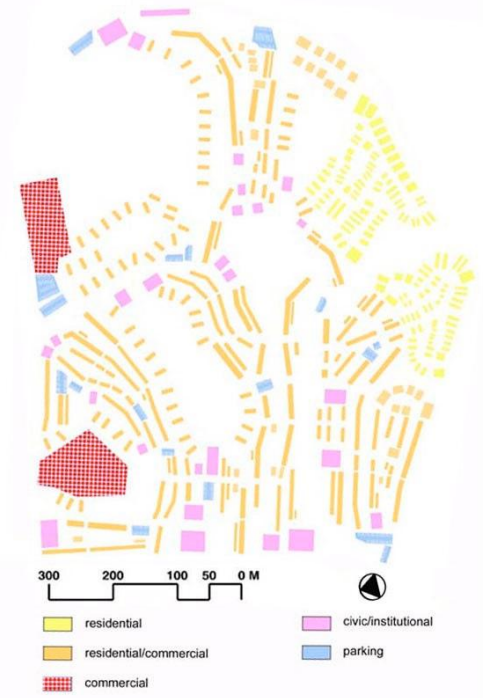 300 200 100 50 0 M
residential
residential/commercial
commercial
civic/institutional
parking